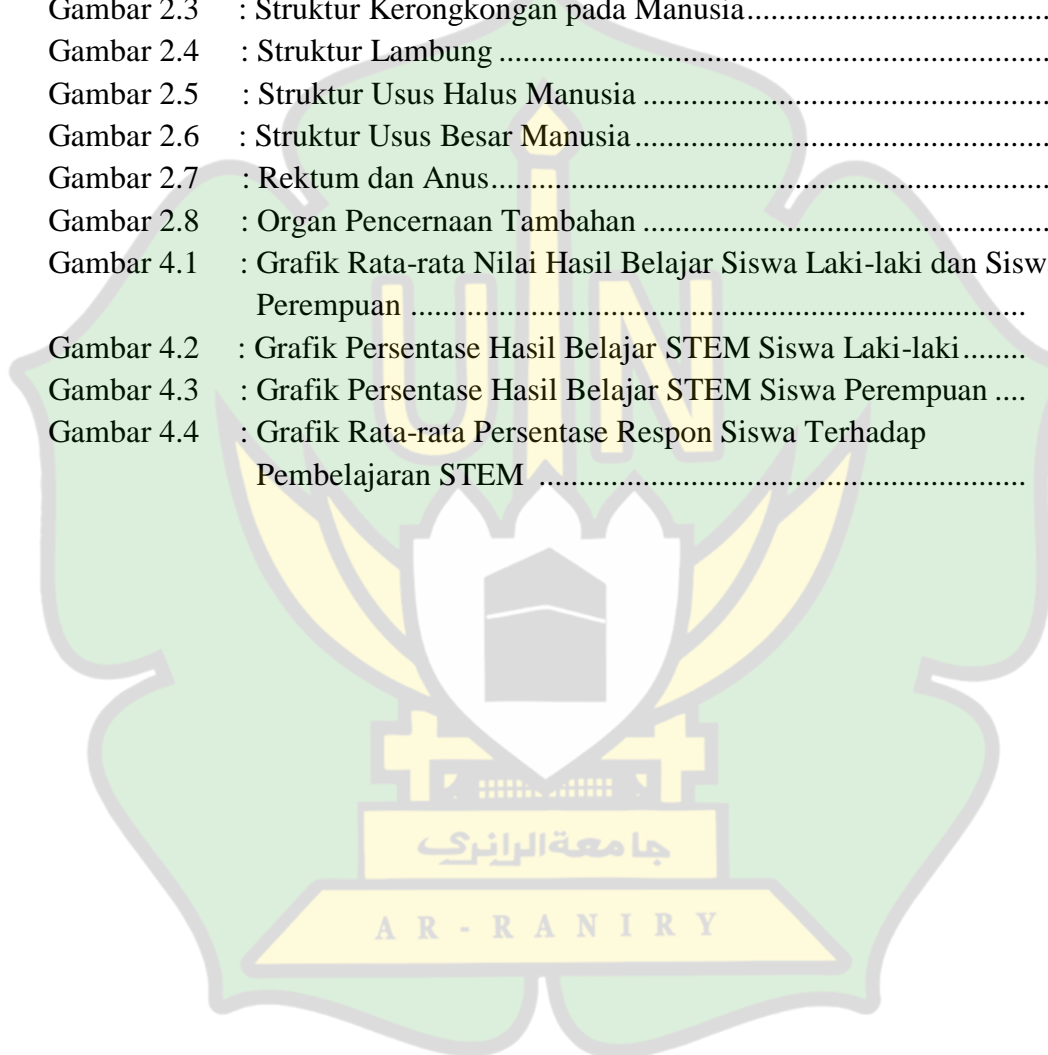 Gambar 2.3 : Struktur Kerongkongan pada Manusia................................
Gambar 2.4 : Struktur Lambung ................................................................
Gambar 2.5 : Struktur Usus Halus Manusia ..............................................
Gambar 2.6 : Struktur Usus Besar Manusia ...............................................
Gambar 2.7 : Rektum dan Anus.................................................................
Gambar 2.8 : Organ Pencernaan Tambahan ..............................................
Gambar 4.1 : Grafik Rata-rata Nilai Hasil Belajar Siswa Laki-laki dan Sisw
Perempuan ............................................................................
Gambar 4.2 : Grafik Persentase Hasil Belajar STEM Siswa Laki-laki........
Gambar 4.3 : Grafik Persentase Hasil Belajar STEM Siswa Perempuan ....
Gambar 4.4 : Grafik Rata-rata Persentase Respon Siswa Terhadap
Pembelajaran STEM ............................................................
UIN
جامعة الرانري
AR-RANIRY